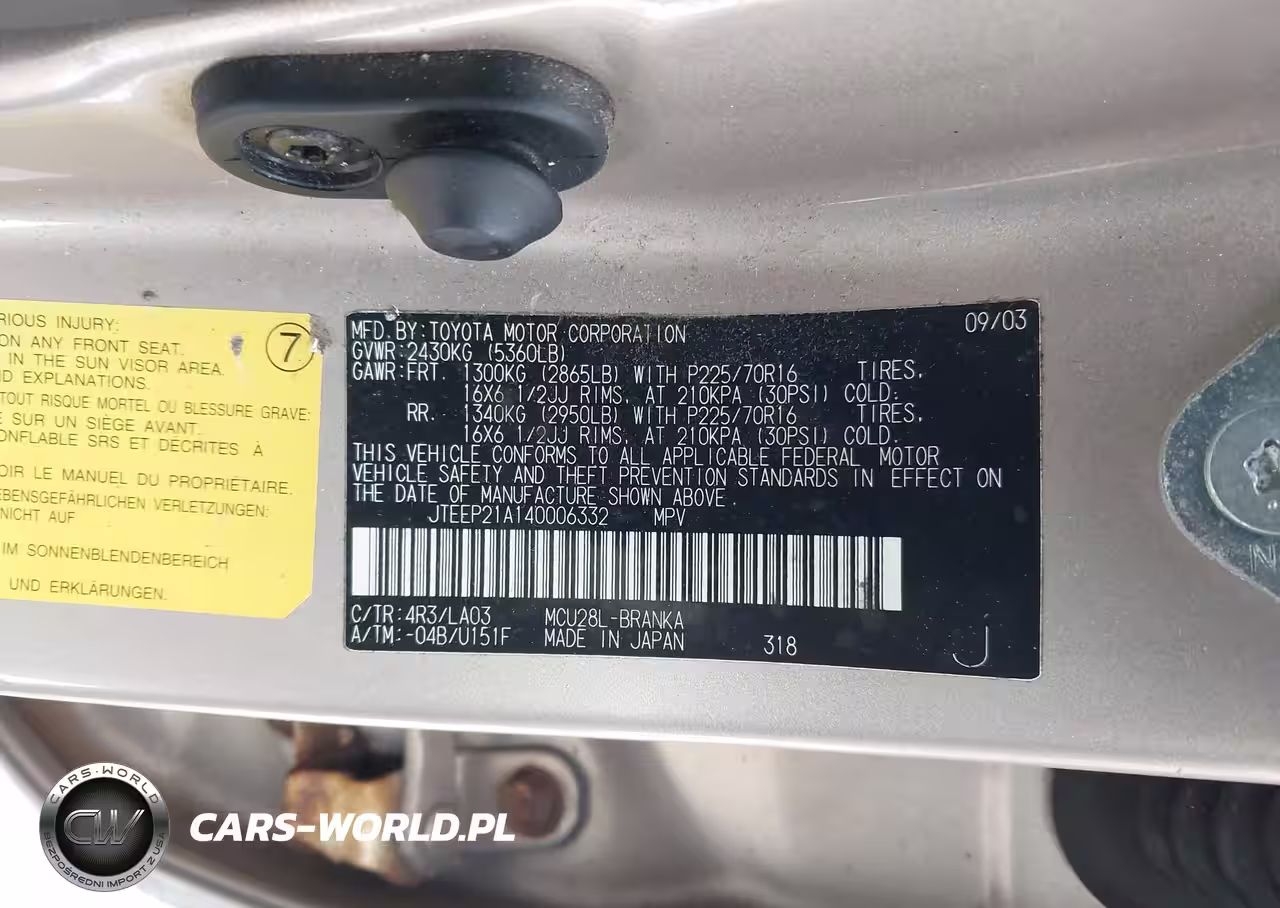 RIOUS INJURY:
ON ANY FRONT SEAT.
IN THE SUN VISOR AREA.
ND EXPLANATIONS.
TOUT RISQUE MORTEL OU BLESSURE GRAVE:
E SUR UN SIÈGE AVANT.
ONFLABLE SRS ET DÉCRITES À
OIR LE MANUEL DU PROPRIÉTAIRE.
EBENSGEFÄHRLICHEN VERLETZUNGEN:
NICHT AUF
IM SONNENBLENDENBEREICH
UND ERKLÄRUNGEN.
7
09/03
MFD. BY: TOYOTA MOTOR CORPORATION
GVWR: 2430KG (5360LB)
GAWR: FRT. 1300KG (2865LB) WITH P225/70R16 TIRES,
16X6 1/2JJ RIMS, AT 210KPA (30PSI) COLD.
RR. 1340KG (2950LB) WITH P225/70R16 TIRES,
16X6 1/2JJ RIMS, AT 210KPA (30PSI) COLD.
THIS VEHICLE CONFORMS TO ALL APPLICABLE FEDERAL MOTOR
VEHICLE SAFETY AND THEFT PREVENTION STANDARDS IN EFFECT ON
THE DATE OF MANUFACTURE SHOWN ABOVE.
JTEEP21A140006332 MPV
C/TR: 4R3/LA03 MCU28L-BRANKA
A/TM: -04B/U151F MADE IN JAPAN 318 J
CARS-WORLD
CW
BEZPOŚREDNI IMPORT Z USA
CARS-WORLD.PL